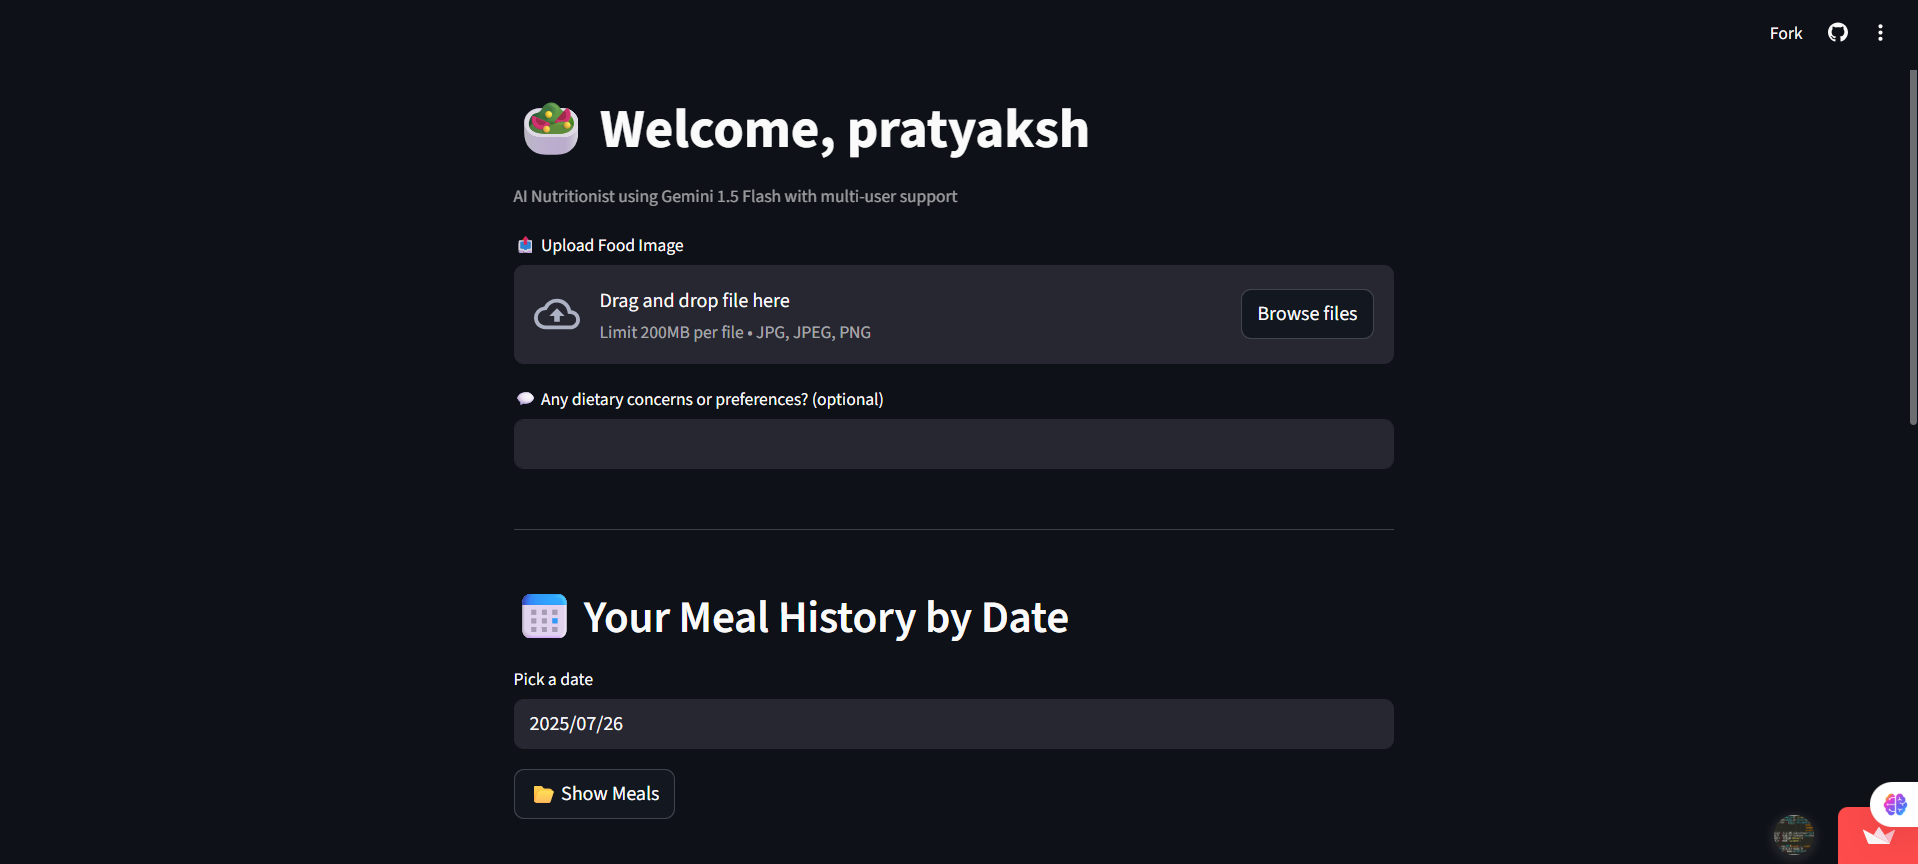 Fork
Welcome, pratyaksh
AI Nutritionist using Gemini 1.5 Flash with multi-user support
Upload Food Image
Drag and drop file here
Limit 200MB per file • JPG, JPEG, PNG
Browse files
Any dietary concerns or preferences? (optional)
Your Meal History by Date
Pick a date
2025/07/26
Show Meals